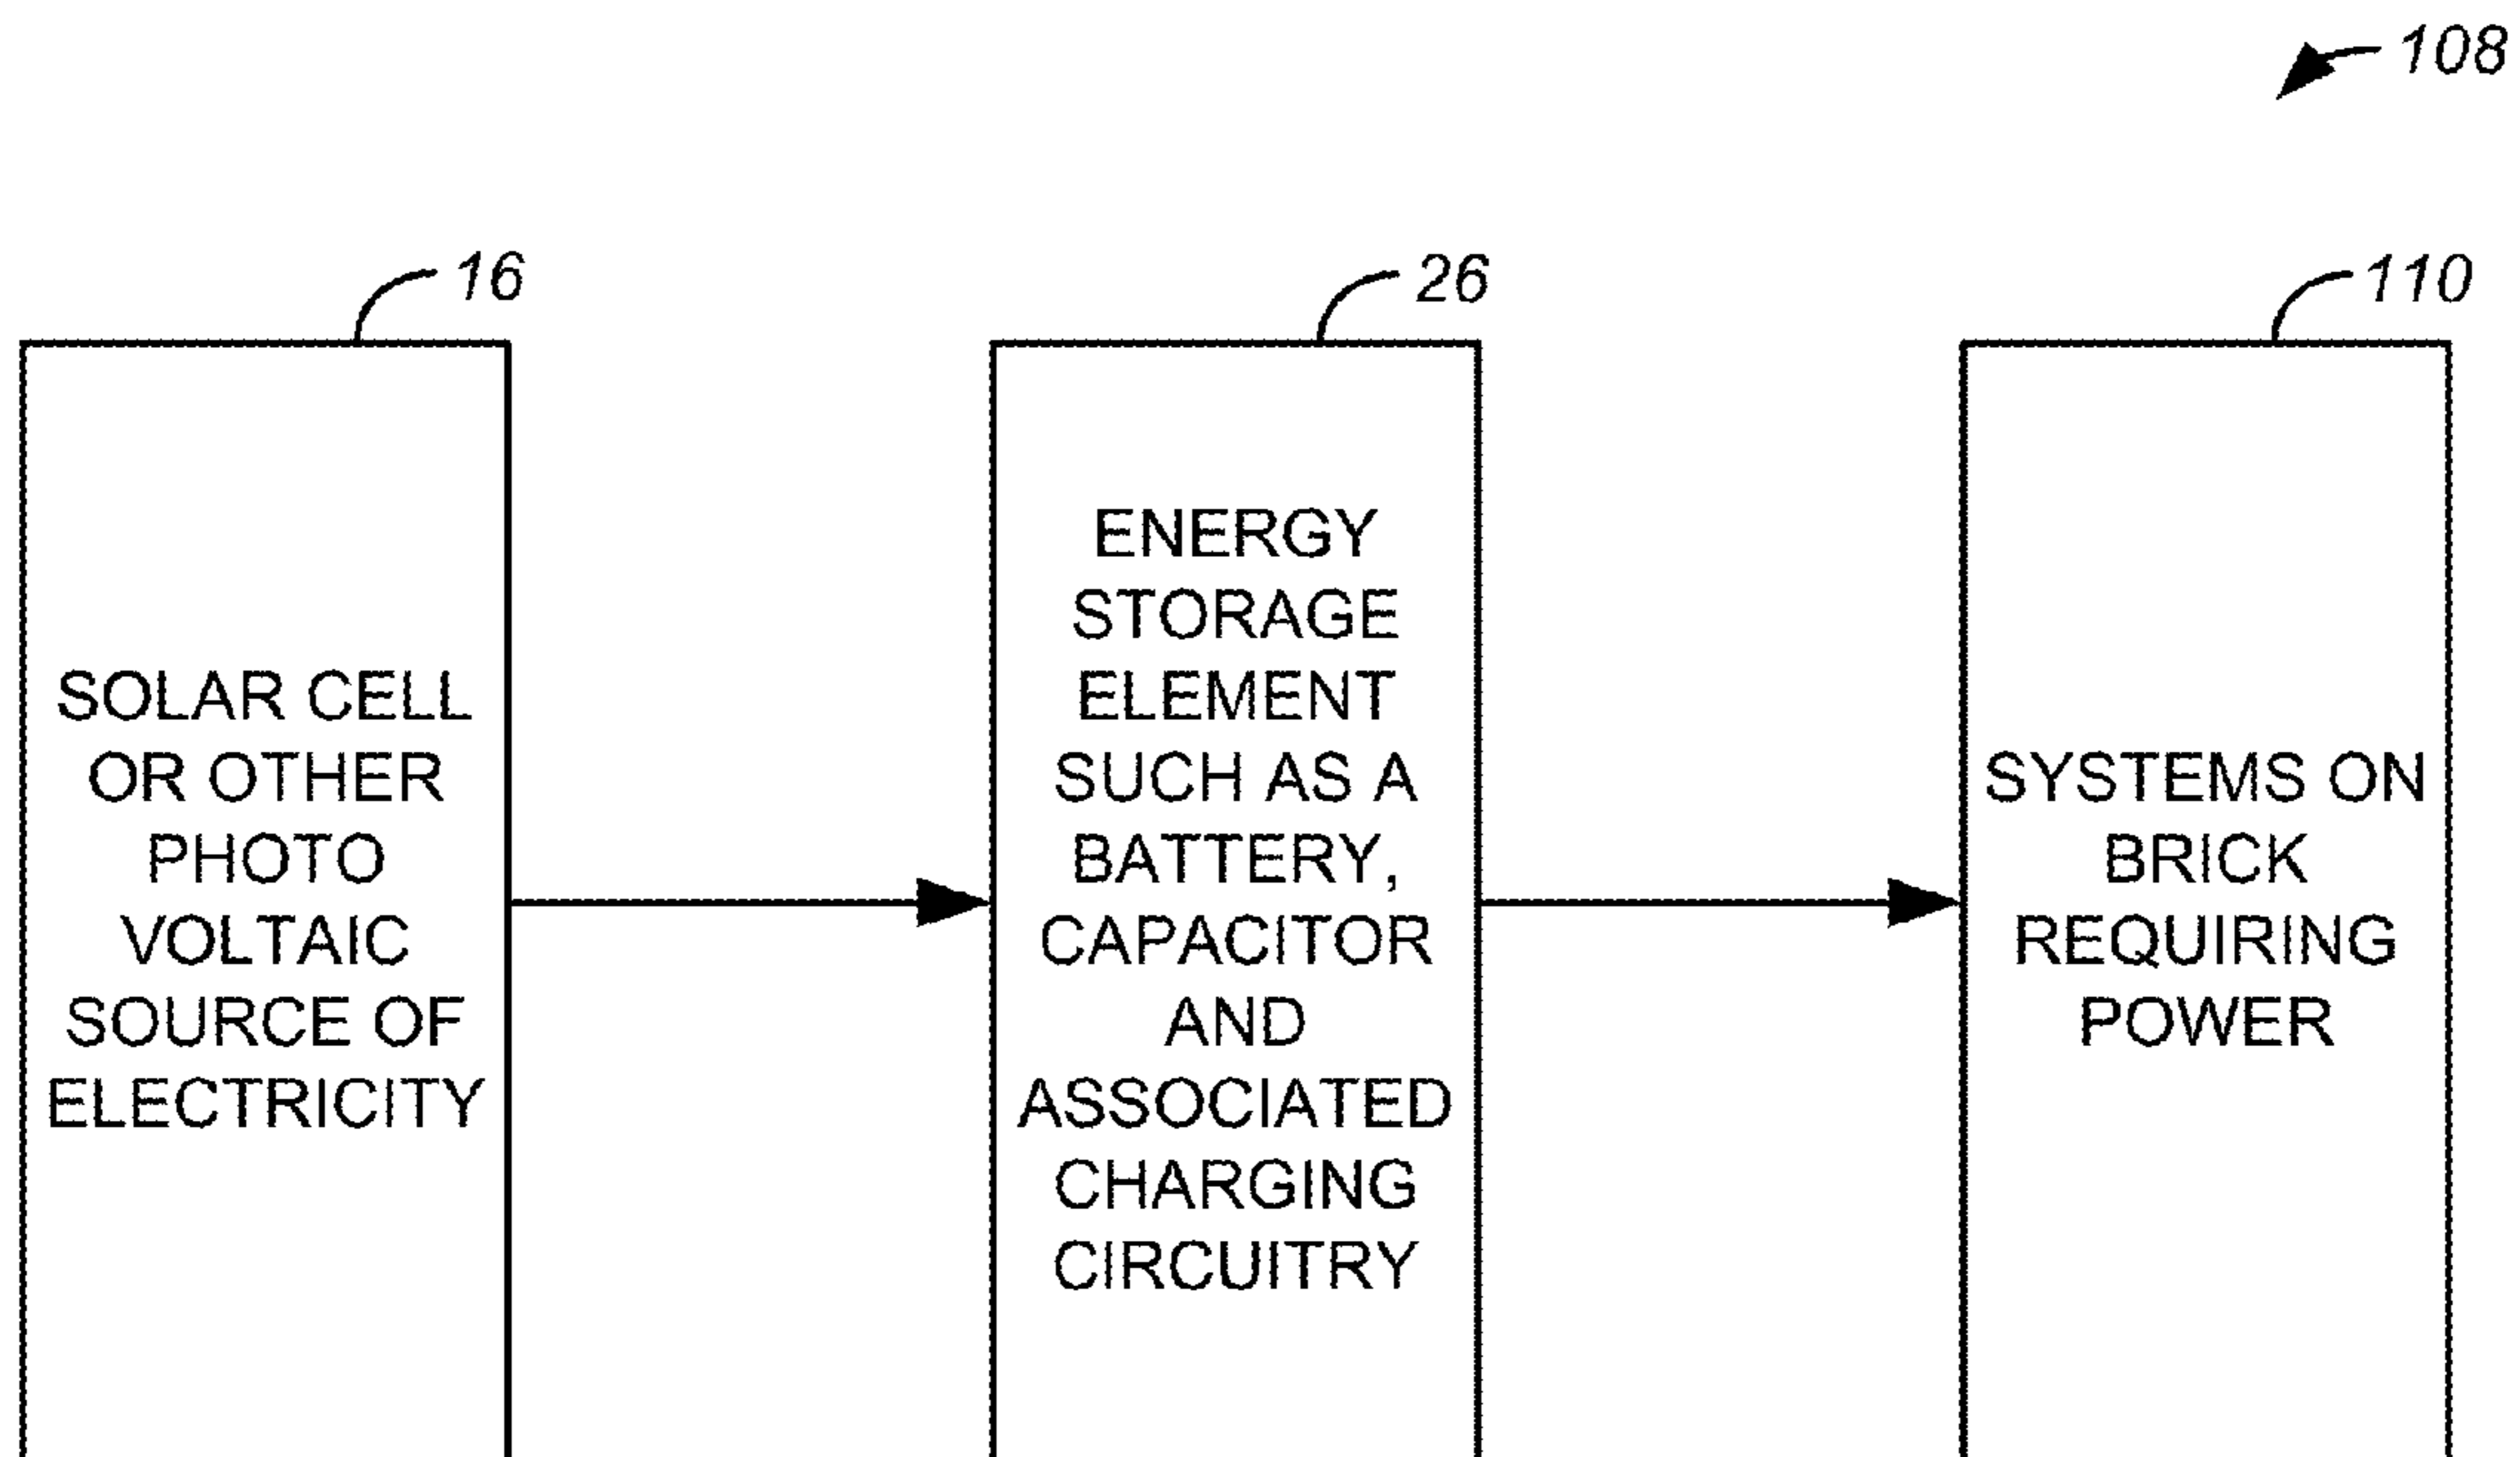 108
16
26
110
SOLAR CELL
OR OTHER
PHOTO
VOLTAIC
SOURCE OF
ELECTRICITY
ENERGY
STORAGE
ELEMENT
SUCH AS A
BATTERY,
CAPACITOR
AND
ASSOCIATED
CHARGING
CIRCUITRY
SYSTEMS ON
BRICK
REQUIRING
POWER